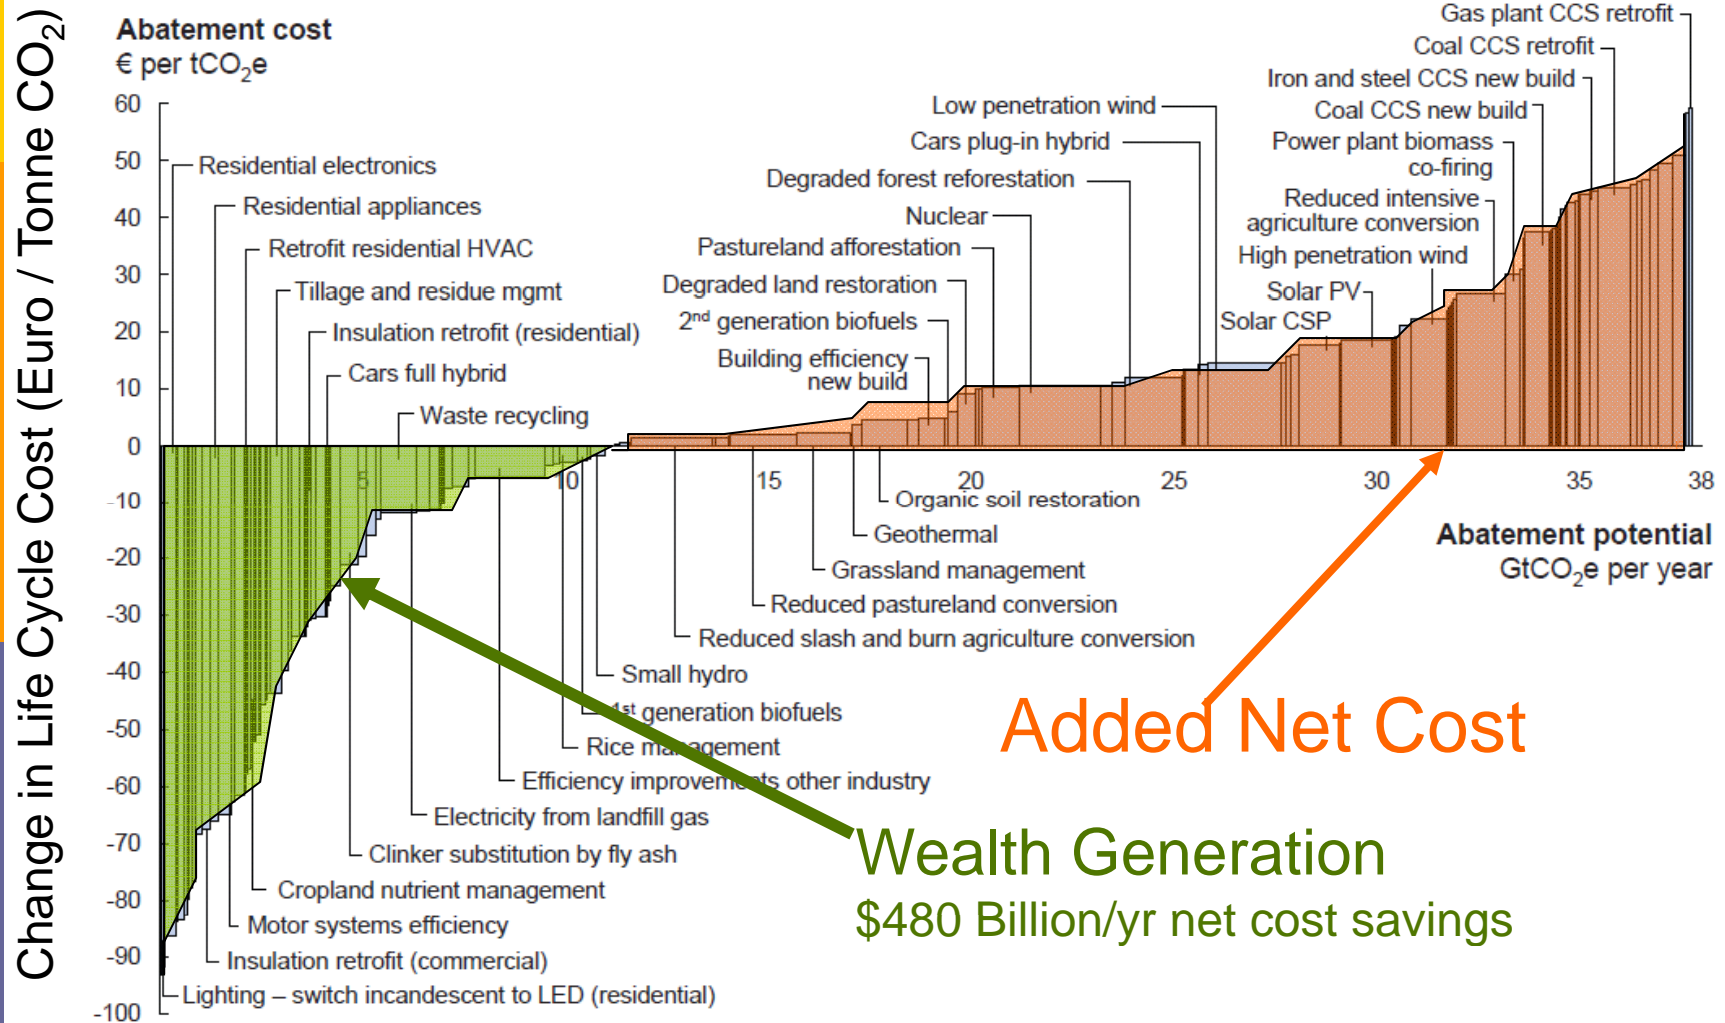 Change in Life Cycle Cost (Euro / Tonne CO2)
Abatement cost
€ per tCO2e
60
50
40
30
20
10
0
-10
-20
-30
-40
-50
-60
-70
-80
-90
-100
Residential electronics
Residential appliances
Retrofit residential HVAC
Tillage and residue mgmt
Insulation retrofit (residential)
Cars full hybrid
Waste recycling
Gas plant CCS retrofit
Coal CCS retrofit
Iron and steel CCS new build
Coal CCS new build
Power plant biomass
co-firing
Reduced intensive
agriculture conversion
High penetration wind
Solar PV
Solar CSP
Low penetration wind
Cars plug-in hybrid
Degraded forest reforestation
Nuclear
Pastureland afforestation
Degraded land restoration
2nd generation biofuels
Building efficiency
new build
5 10 15 20 25 30 35 38
Abatement potential
GtCO2e per year
Organic soil restoration
Geothermal
Grassland management
Reduced pastureland conversion
Reduced slash and burn agriculture conversion
Small hydro
1st generation biofuels
Rice management
Efficiency improvements other industry
Electricity from landfill gas
Clinker substitution by fly ash
Cropland nutrient management
Motor systems efficiency
Insulation retrofit (commercial)
Lighting – switch incandescent to LED (residential)
Added Net Cost
Wealth Generation
$480 Billion/yr net cost savings